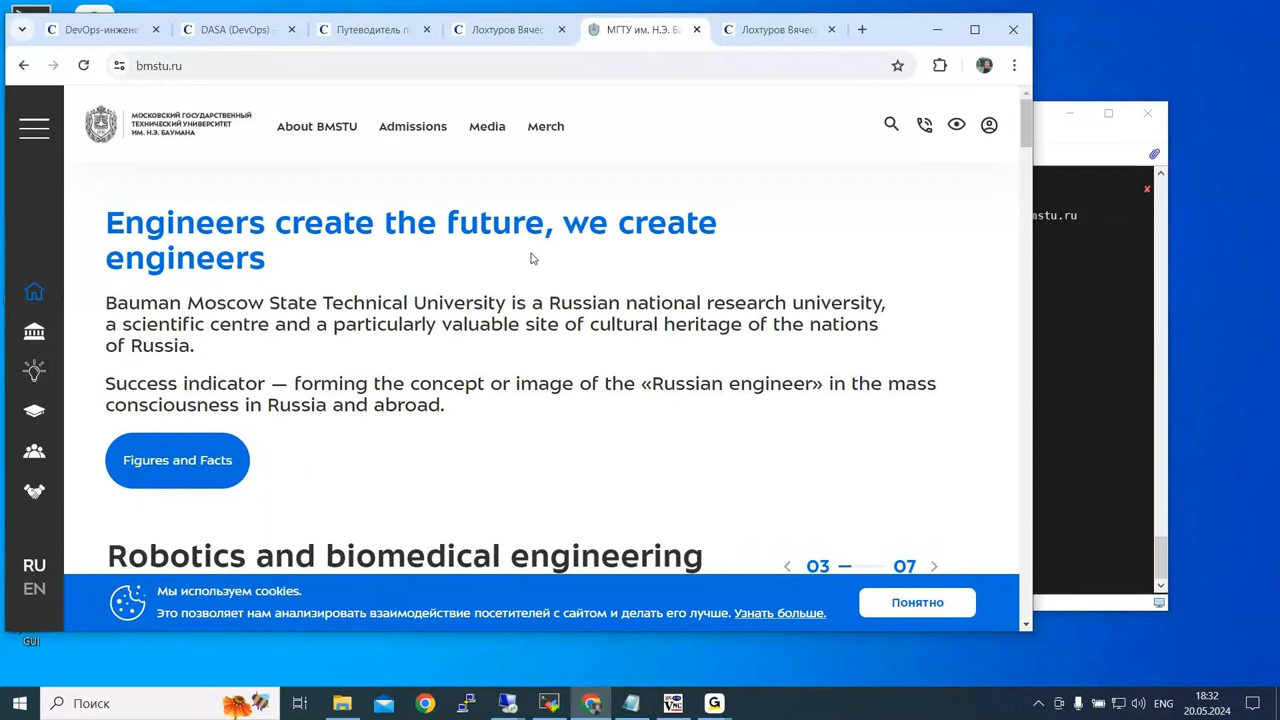 DevOps-инжене
DASA (DevOps) –
Путеводитель п
Лохтуров Вячес
МГТУ им. Н.Э. Ба
Лохтуров Вячес
bmstu.ru
МОСКОВСКИЙ ГОСУДАРСТВЕННЫЙ
ТЕХНИЧЕСКИЙ УНИВЕРСИТЕТ
ИМ. Н.Э. БАУМАНА
About BMSTU
Admissions
Media
Merch
Engineers create the future, we create
engineers
Bauman Moscow State Technical University is a Russian national research university,
a scientific centre and a particularly valuable site of cultural heritage of the nations
of Russia.
Success indicator — forming the concept or image of the «Russian engineer» in the mass
consciousness in Russia and abroad.
Figures and Facts
Robotics and biomedical engineering
03
07
RU
EN
Мы используем cookies.
Это позволяет нам анализировать взаимодействие посетителей с сайтом и делать его лучше. Узнать больше.
Понятно
mstu.ru
GUI
Поиск
ENG
18:32
20.05.2024